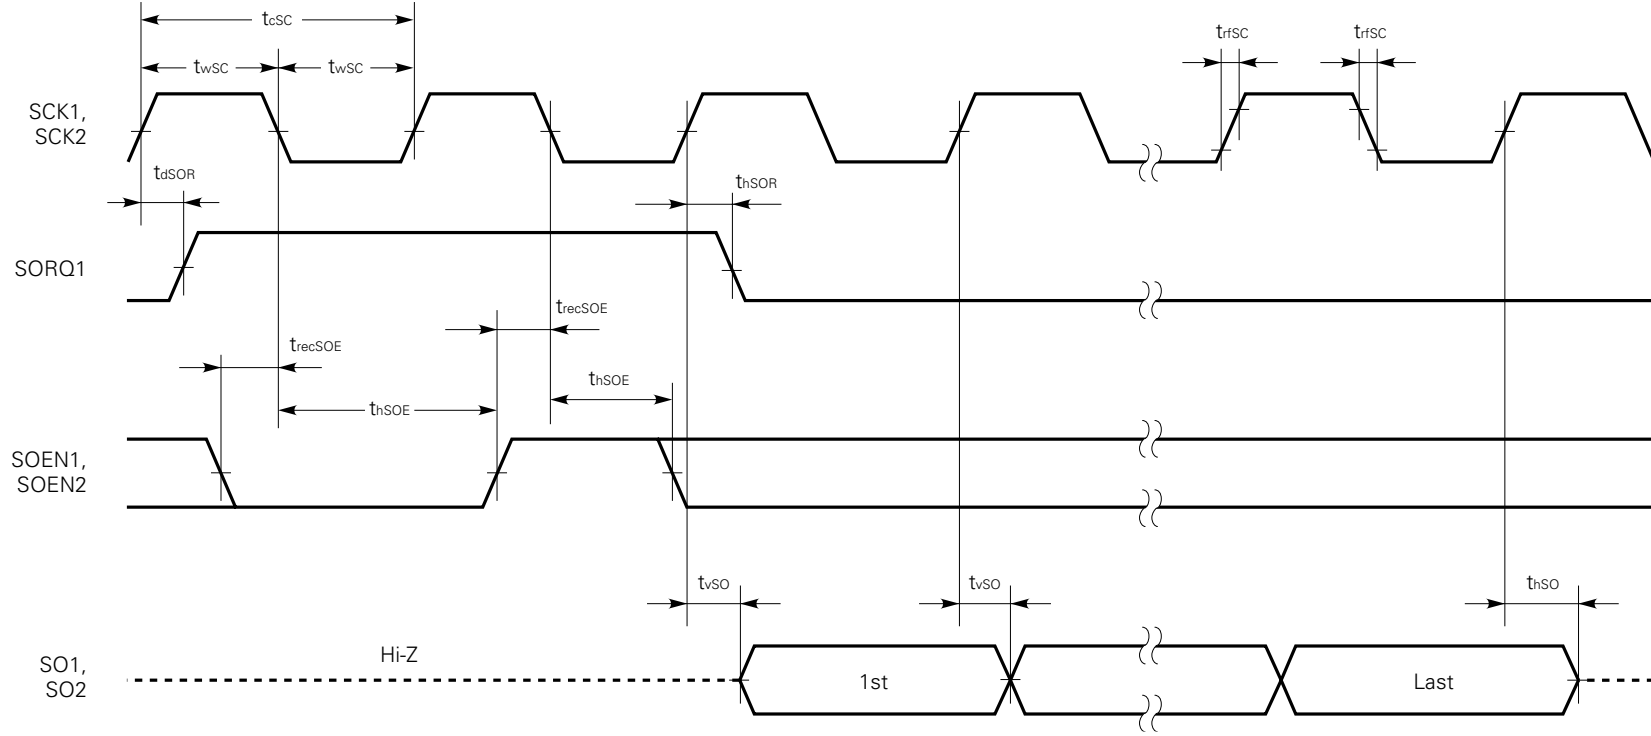 tcSC
twSC
twSC
trfSC
trfSC
SCK1,
SCK2
tdSOR
thSOR
SORQ1
trecSOE
trecSOE
thSOE
thSOE
SOEN1,
SOEN2
tvSO
tvSO
thSO
Hi-Z
SO1,
SO2
1st
Last